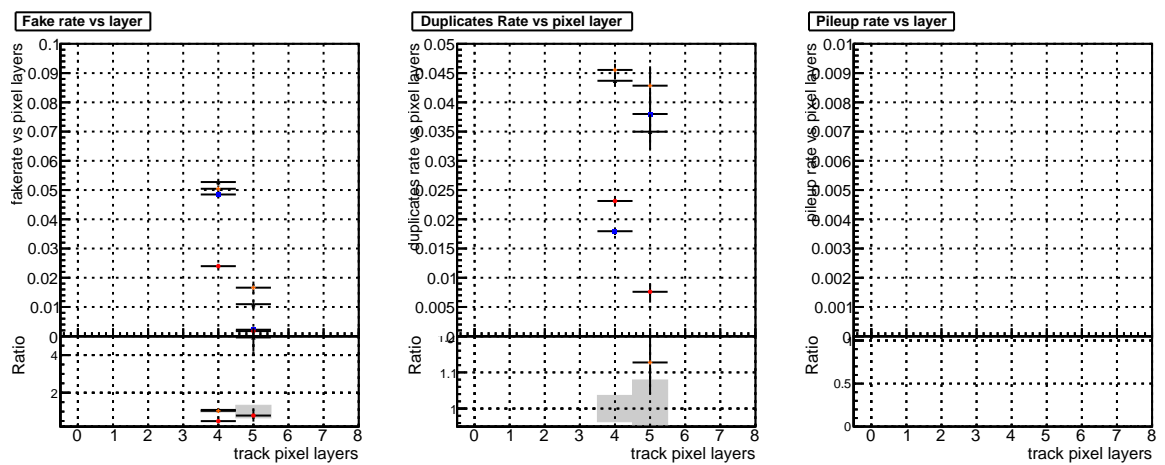 Fake rate vs layer
fakerate vs pixel layers
0.1
0.09
0.08
0.07
0.06
0.05
0.04
0.03
0.02
0.01
0
Ratio
4
2
0 1 2 3 4 5 6 7 8
track pixel layers
Duplicates Rate vs pixel layer
duplicates rate vs pixel layers
0.05
0.045
0.04
0.035
0.03
0.025
0.02
0.015
0.01
0.005
0
Ratio
1.2
1.1
1
0 1 2 3 4 5 6 7 8
track pixel layers
Pileup rate vs layer
pileup rate vs pixel layers
0.01
0.009
0.008
0.007
0.006
0.005
0.004
0.003
0.002
0.001
0
Ratio
1
0.5
0
0 1 2 3 4 5 6 7 8
track pixel layers